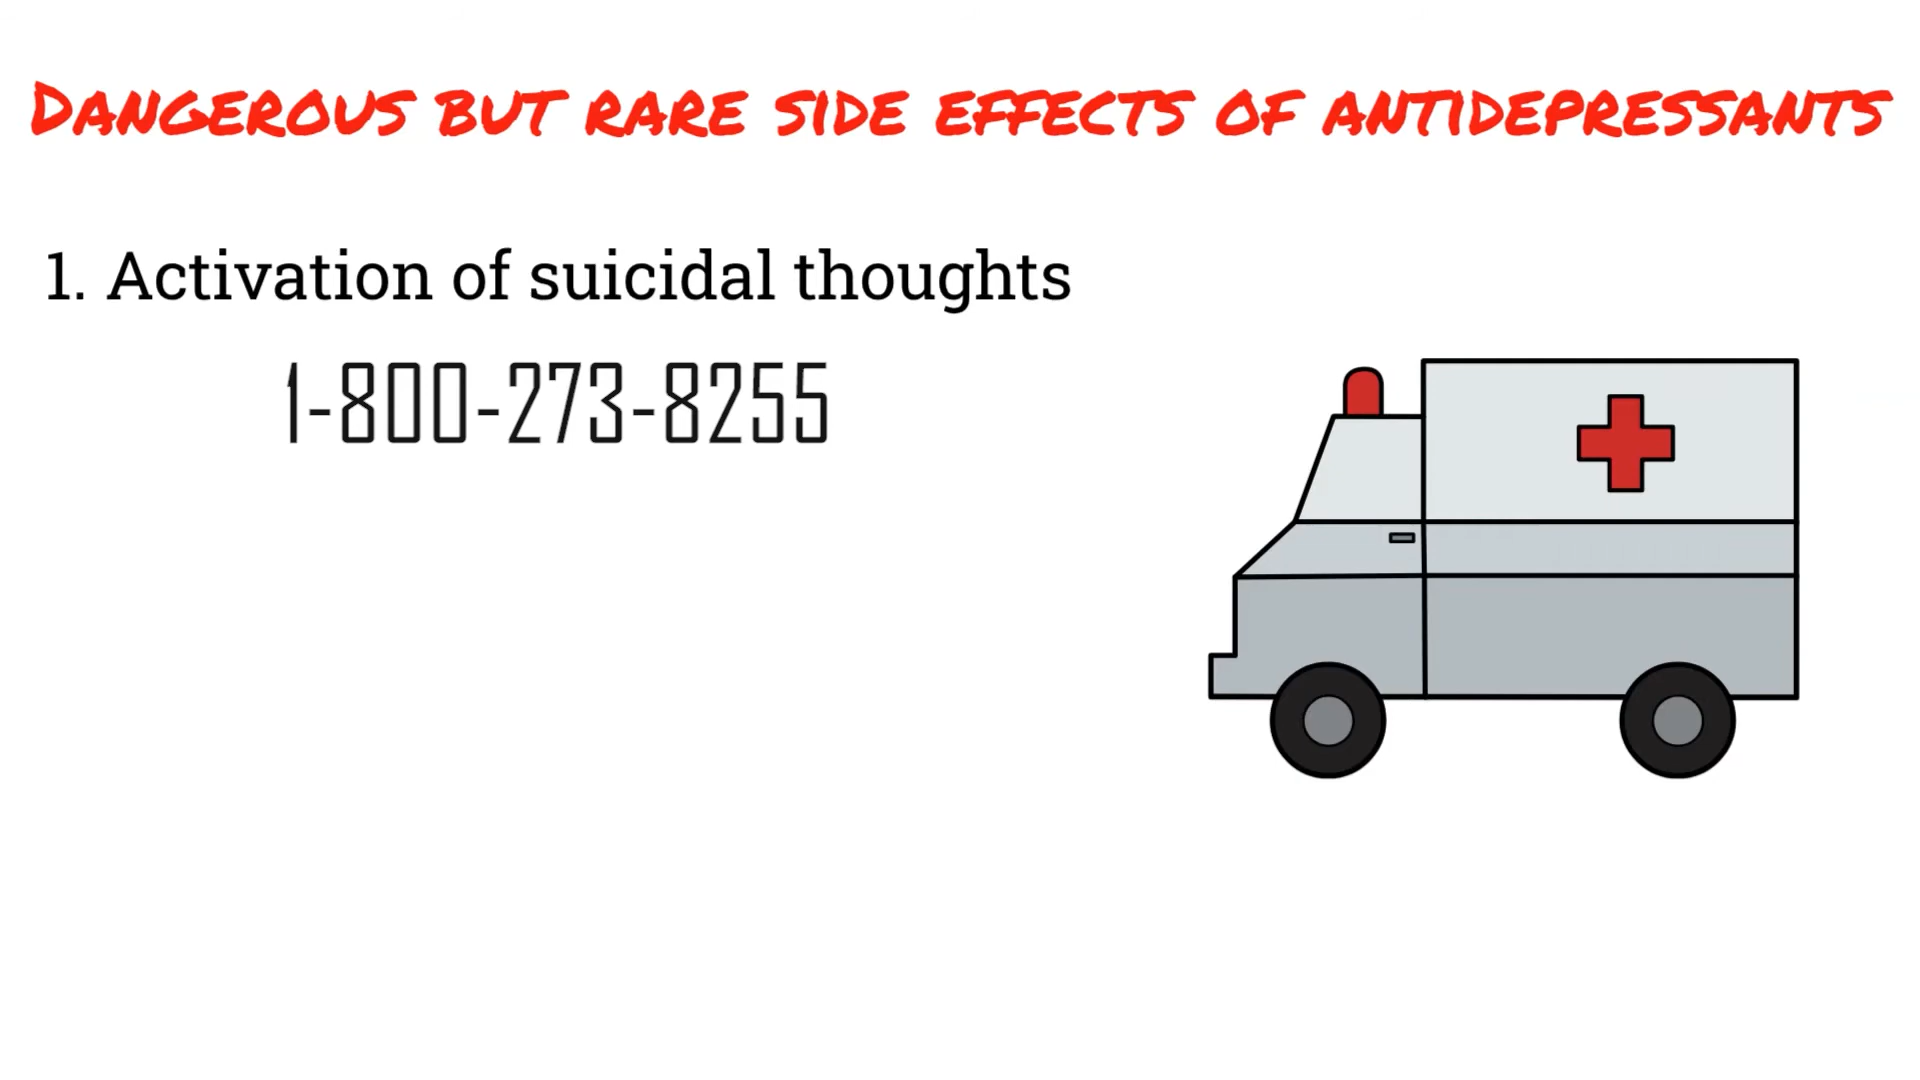 Dangerous but rare side effects of antidepressants
1. Activation of suicidal thoughts
1-800-273-8255